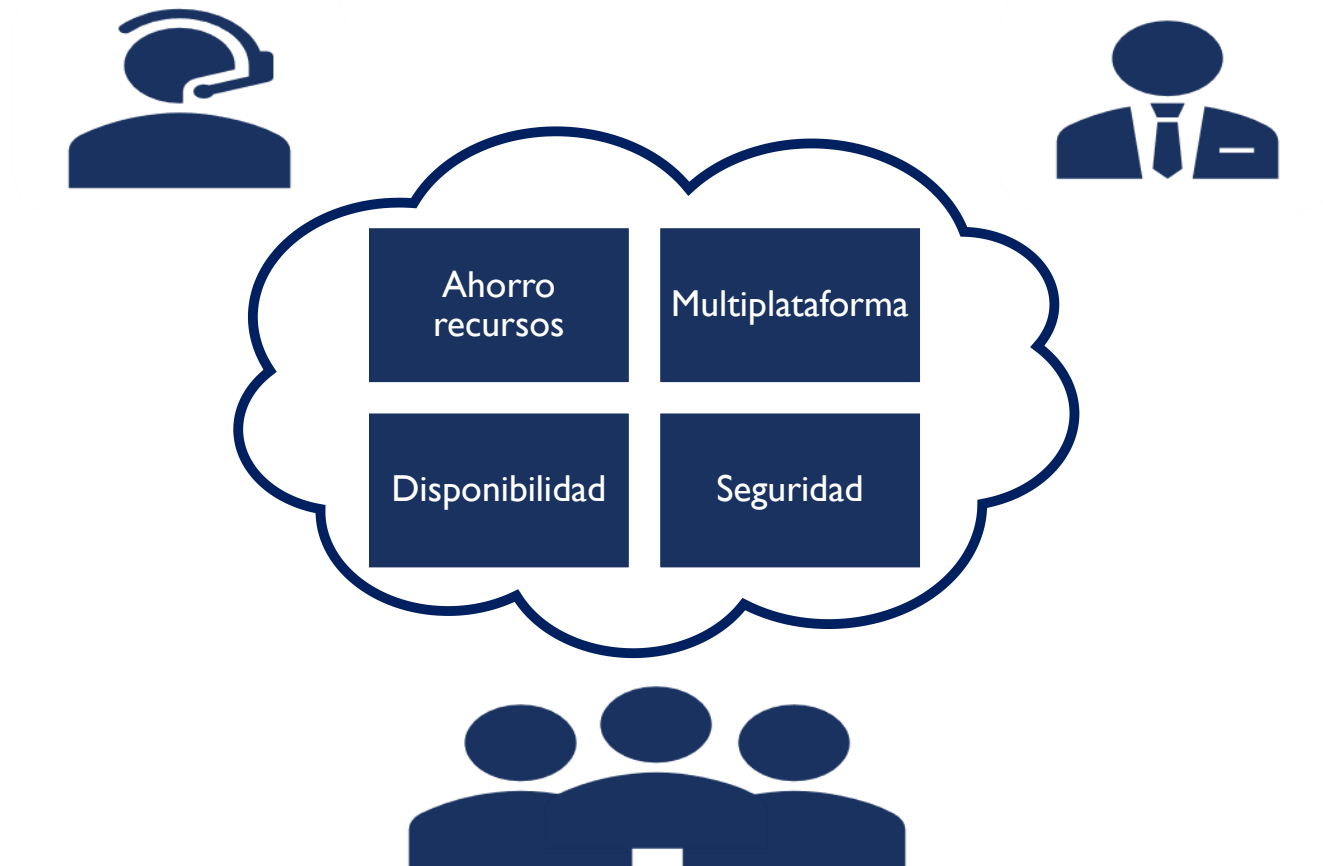 Ahorro
recursos
Multiplataforma
Disponibilidad
Seguridad